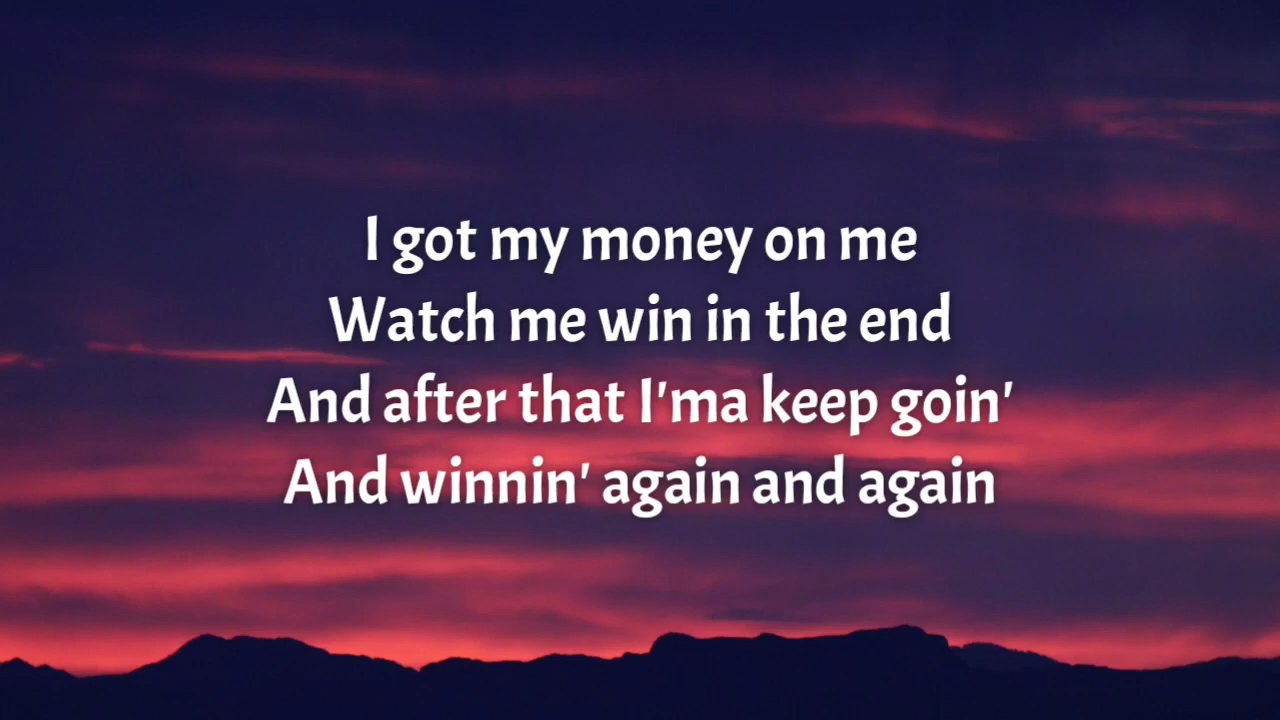 I got my money on me
Watch me win in the end
And after that I'ma keep goin'
And winnin' again and again